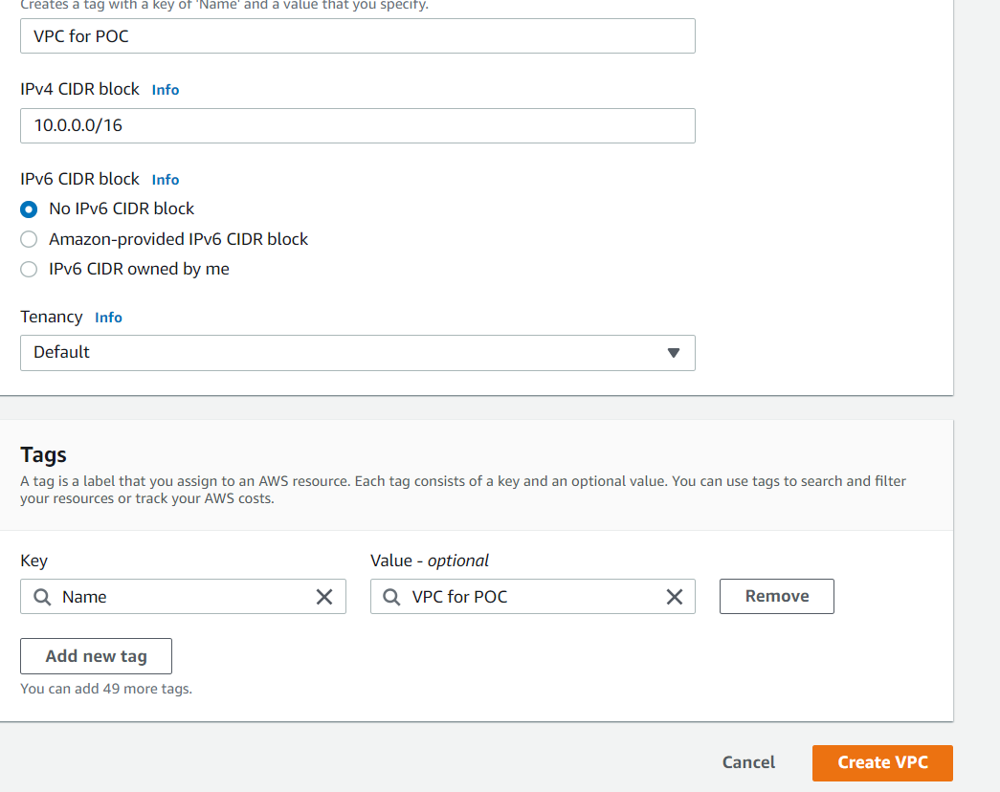 Creates a tag with a key of 'Name' and a value that you specify.
VPC for POC
IPv4 CIDR block Info
10.0.0.0/16
IPv6 CIDR block Info
No IPv6 CIDR block
Amazon-provided IPv6 CIDR block
IPv6 CIDR owned by me
Tenancy Info
Default
Tags
A tag is a label that you assign to an AWS resource. Each tag consists of a key and an optional value. You can use tags to search and filter
your resources or track your AWS costs.
Key Value - optional
Name VPC for POC Remove
Add new tag
You can add 49 more tags.
Cancel Create VPC